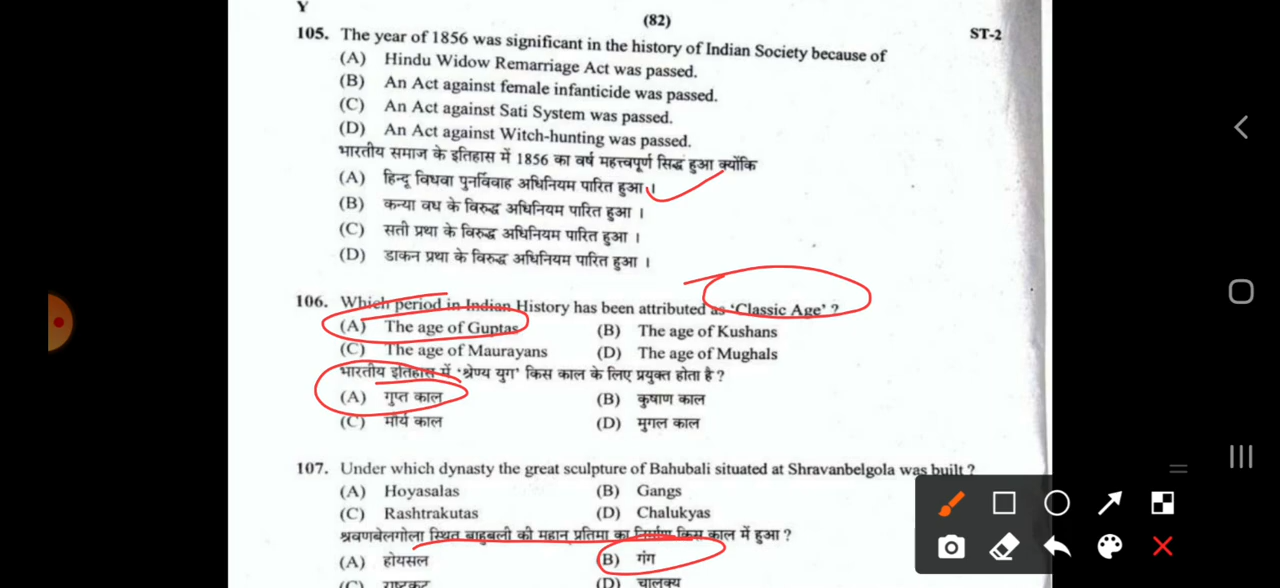 Y
(82)
ST-2
105. The year of 1856 was significant in the history of Indian Society because of
(A) Hindu Widow Remarriage Act was passed.
(B) An Act against female infanticide was passed.
(C) An Act against Sati System was passed.
(D) An Act against Witch-hunting was passed.
भारतीय समाज के इतिहास में 1856 का वर्ष महत्त्वपूर्ण सिद्ध हुआ क्योंकि
(A) हिन्दू विधवा पुनर्विवाह अधिनियम पारित हुआ ।
(B) कन्या वध के विरुद्ध अधिनियम पारित हुआ ।
(C) सती प्रथा के विरुद्ध अधिनियम पारित हुआ ।
(D) डाकन प्रथा के विरुद्ध अधिनियम पारित हुआ ।
106. Which period in Indian History has been attributed as ‘Classic Age’ ?
(A) The age of Guptas (B) The age of Kushans
(C) The age of Maurayans (D) The age of Mughals
भारतीय इतिहास में ‘श्रेण्य युग’ किस काल के लिए प्रयुक्त होता है ?
(A) गुप्त काल (B) कुषाण काल
(C) मौर्य काल (D) मुगल काल
107. Under which dynasty the great sculpture of Bahubali situated at Shravanbelgola was built ?
(A) Hoyasalas (B) Gangs
(C) Rashtrakutas (D) Chalukyas
श्रवणबेलगोला स्थित बाहुबली की महान प्रतिमा का निर्माण किस काल में हुआ ?
(A) होयसल (B) गंग
(C) राष्ट्रकूट (D) चालुक्य